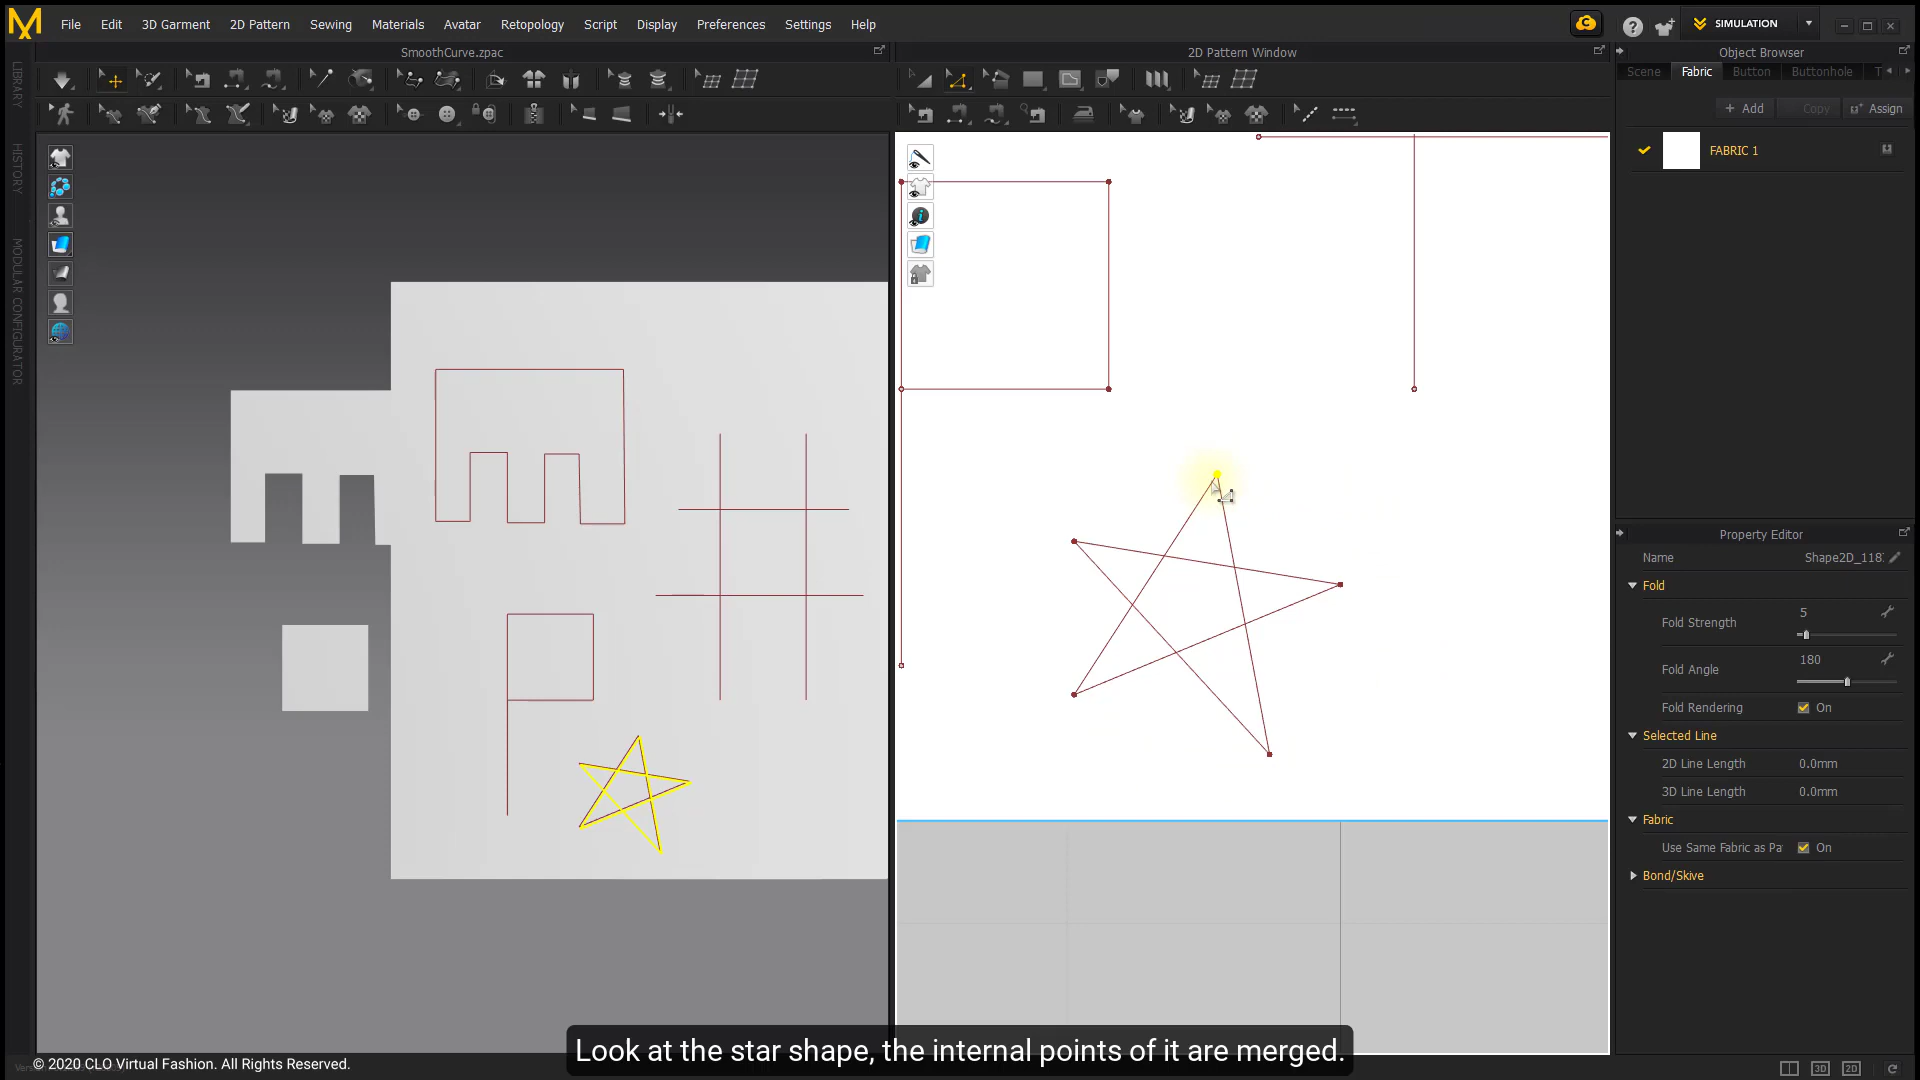 File Edit 3D Garment 2D Pattern Sewing Materials Avatar Retopology Script Display Preferences Settings Help
SIMULATION
SmoothCurve.zpac
2D Pattern Window
Object Browser
Scene Fabric Button Buttonhole T
+ Add Copy Assign
FABRIC 1
LIBRARY
HISTORY
MODULAR CONFIGURATOR
Property Editor
Name Shape2D_118
Fold
Fold Strength 5
Fold Angle 180
Fold Rendering On
Selected Line
2D Line Length 0.0mm
3D Line Length 0.0mm
Fabric
Use Same Fabric as Pa On
Bond/Skive
Look at the star shape, the internal points of it are merged.
© 2020 CLO Virtual Fashion. All Rights Reserved.
3D 2D